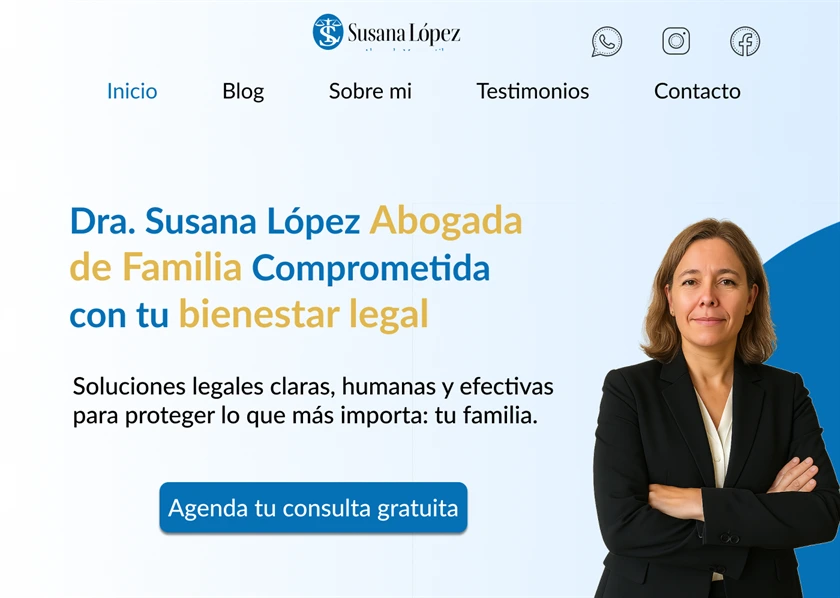 Susana López
Inicio Blog Sobre mi Testimonios Contacto
Dra. Susana López Abogada
de Familia Comprometida
con tu bienestar legal
Soluciones legales claras, humanas y efectivas
para proteger lo que más importa: tu familia.
Agenda tu consulta gratuita